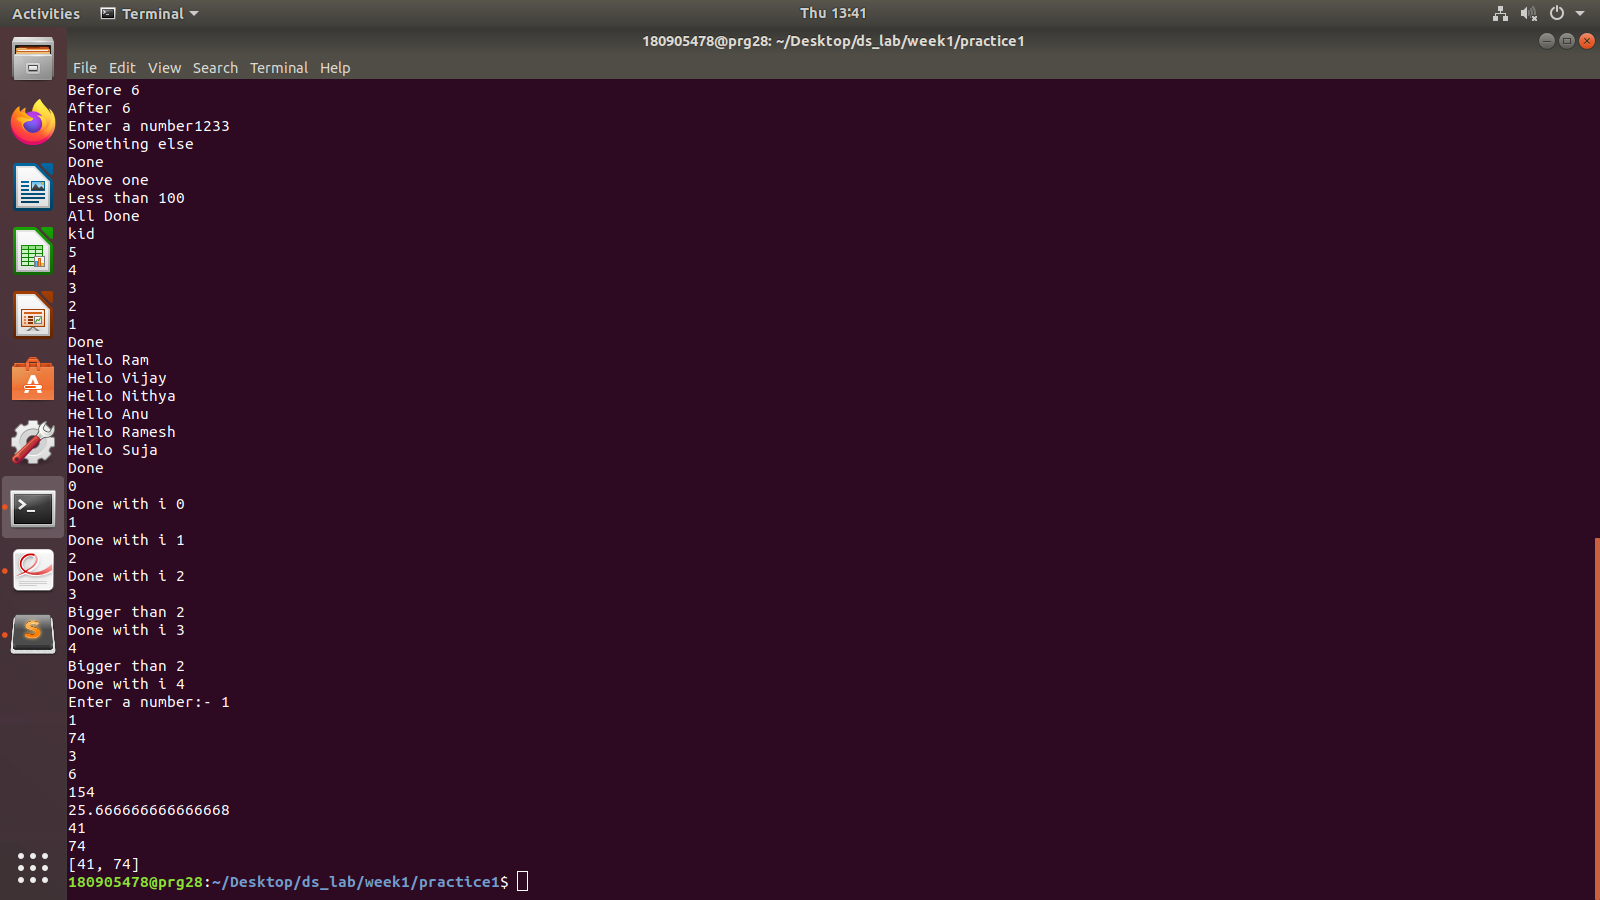 Activities Terminal Thu 13:41
180905478@prg28: ~/Desktop/ds_lab/week1/practice1
File Edit View Search Terminal Help
Before 6
After 6
Enter a number1233
Something else
Done
Above one
Less than 100
All Done
kid
5
4
3
2
1
Done
Hello Ram
Hello Vijay
Hello Nithya
Hello Anu
Hello Ramesh
Hello Suja
Done
0
Done with i 0
1
Done with i 1
2
Done with i 2
3
Bigger than 2
Done with i 3
4
Bigger than 2
Done with i 4
Enter a number:- 1
1
74
3
6
154
25.666666666666668
41
74
[41, 74]
180905478@prg28:~/Desktop/ds_lab/week1/practice1$